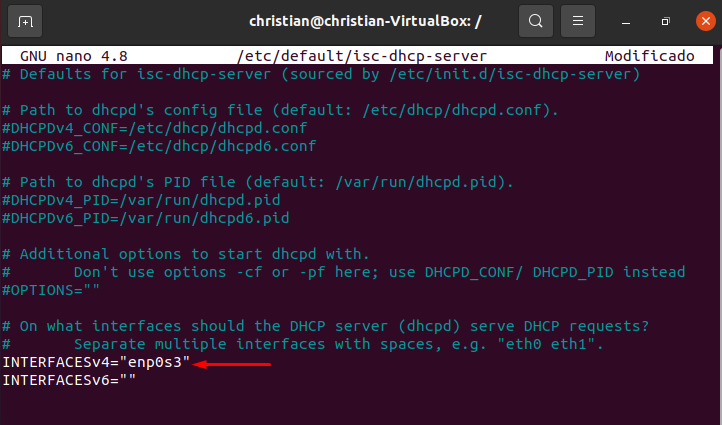 christian@christian-VirtualBox: /
GNU nano 4.8 /etc/default/isc-dhcp-server Modificado
# Defaults for isc-dhcp-server (sourced by /etc/init.d/isc-dhcp-server)
# Path to dhcpd's config file (default: /etc/dhcp/dhcpd.conf).
#DHCPDv4_CONF=/etc/dhcp/dhcpd.conf
#DHCPDv6_CONF=/etc/dhcp/dhcpd6.conf
# Path to dhcpd's PID file (default: /var/run/dhcpd.pid).
#DHCPDv4_PID=/var/run/dhcpd.pid
#DHCPDv6_PID=/var/run/dhcpd6.pid
# Additional options to start dhcpd with.
#       Don't use options -cf or -pf here; use DHCPD_CONF/ DHCPD_PID instead
#OPTIONS=""
# On what interfaces should the DHCP server (dhcpd) serve DHCP requests?
#       Separate multiple interfaces with spaces, e.g. "eth0 eth1".
INTERFACESv4="enp0s3"
INTERFACESv6=""